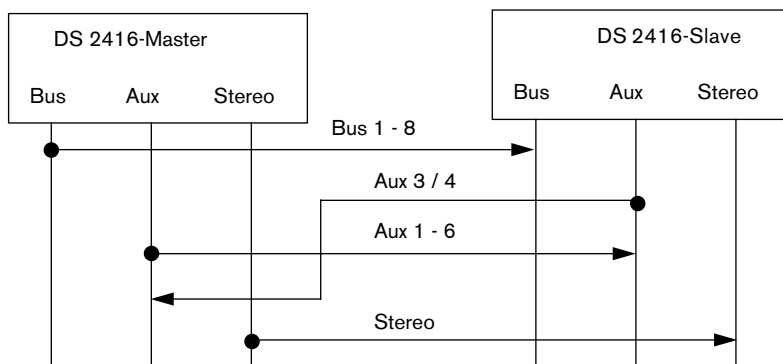 DS 2416-Master
DS 2416-Slave
Bus Aux Stereo
Bus Aux Stereo
Bus 1 - 8
Aux 3 / 4
Aux 1 - 6
Stereo